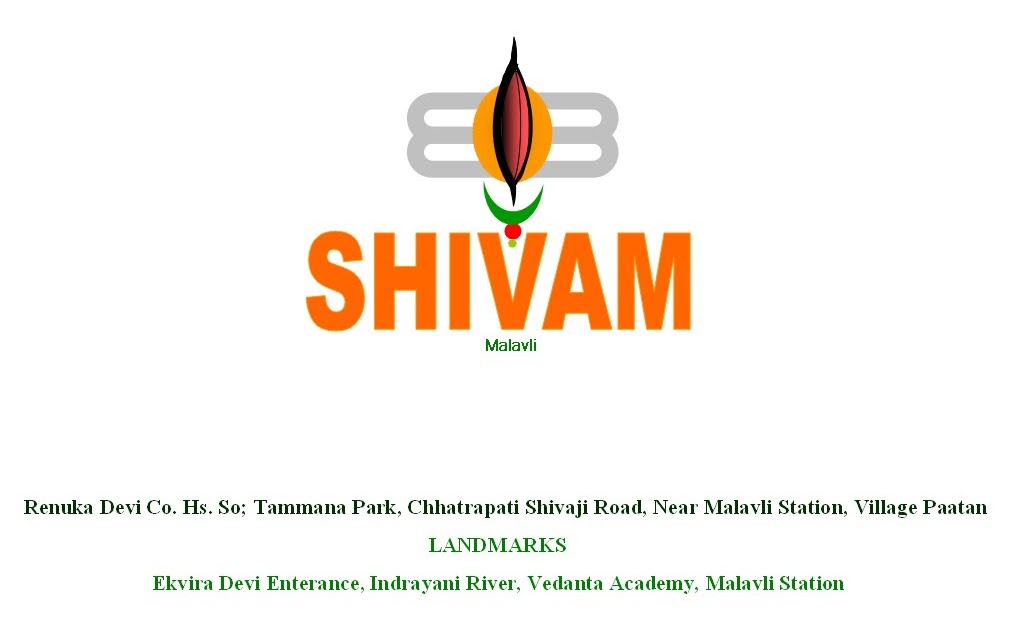 SHIVAM
Malavli
Renuka Devi Co. Hs. So; Tammana Park, Chhatrapati Shivaji Road, Near Malavli Station, Village Paatan
LANDMARKS
Ekvira Devi Enterance, Indrayani River, Vedanta Academy, Malavli Station